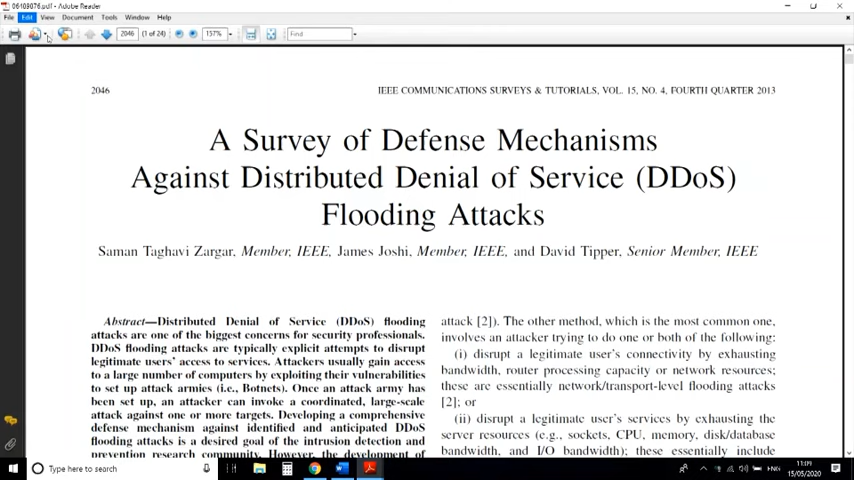 06489876.pdf - Adobe Reader
File Edit View Document Tools Window Help
2046 (1 of 24) 157% Find
2046 IEEE COMMUNICATIONS SURVEYS & TUTORIALS, VOL. 15, NO. 4, FOURTH QUARTER 2013
A Survey of Defense Mechanisms
Against Distributed Denial of Service (DDoS)
Flooding Attacks
Saman Taghavi Zargar, Member, IEEE, James Joshi, Member, IEEE, and David Tipper, Senior Member, IEEE
Abstract—Distributed Denial of Service (DDoS) flooding
attacks are one of the biggest concerns for security professionals.
DDoS flooding attacks are typically explicit attempts to disrupt
legitimate users' access to services. Attackers usually gain access
to a large number of computers by exploiting their vulnerabilities
to set up attack armies (i.e., Botnets). Once an attack army has
been set up, an attacker can invoke a coordinated, large-scale
attack against one or more targets. Developing a comprehensive
defense mechanism against identified and anticipated DDoS
flooding attacks is a desired goal of the intrusion detection and
prevention research community. However, the development of
attack [2]). The other method, which is the most common one,
involves an attacker trying to do one or both of the following:
(i) disrupt a legitimate user's connectivity by exhausting
bandwidth, router processing capacity or network resources;
these are essentially network/transport-level flooding attacks
[2]; or
(ii) disrupt a legitimate user's services by exhausting the
server resources (e.g., sockets, CPU, memory, disk/database
bandwidth, and I/O bandwidth); these essentially include
Type here to search
ENG
11:09
15/05/2020